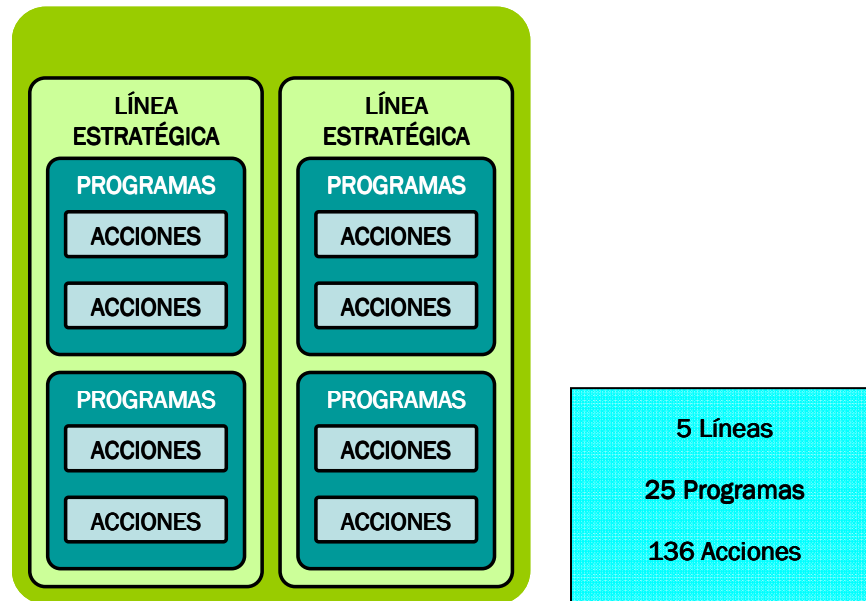 LÍNEA
ESTRATÉGICA
PROGRAMAS
ACCIONES
ACCIONES
PROGRAMAS
ACCIONES
ACCIONES
LÍNEA
ESTRATÉGICA
PROGRAMAS
ACCIONES
ACCIONES
PROGRAMAS
ACCIONES
ACCIONES
5 Líneas
25 Programas
136 Acciones